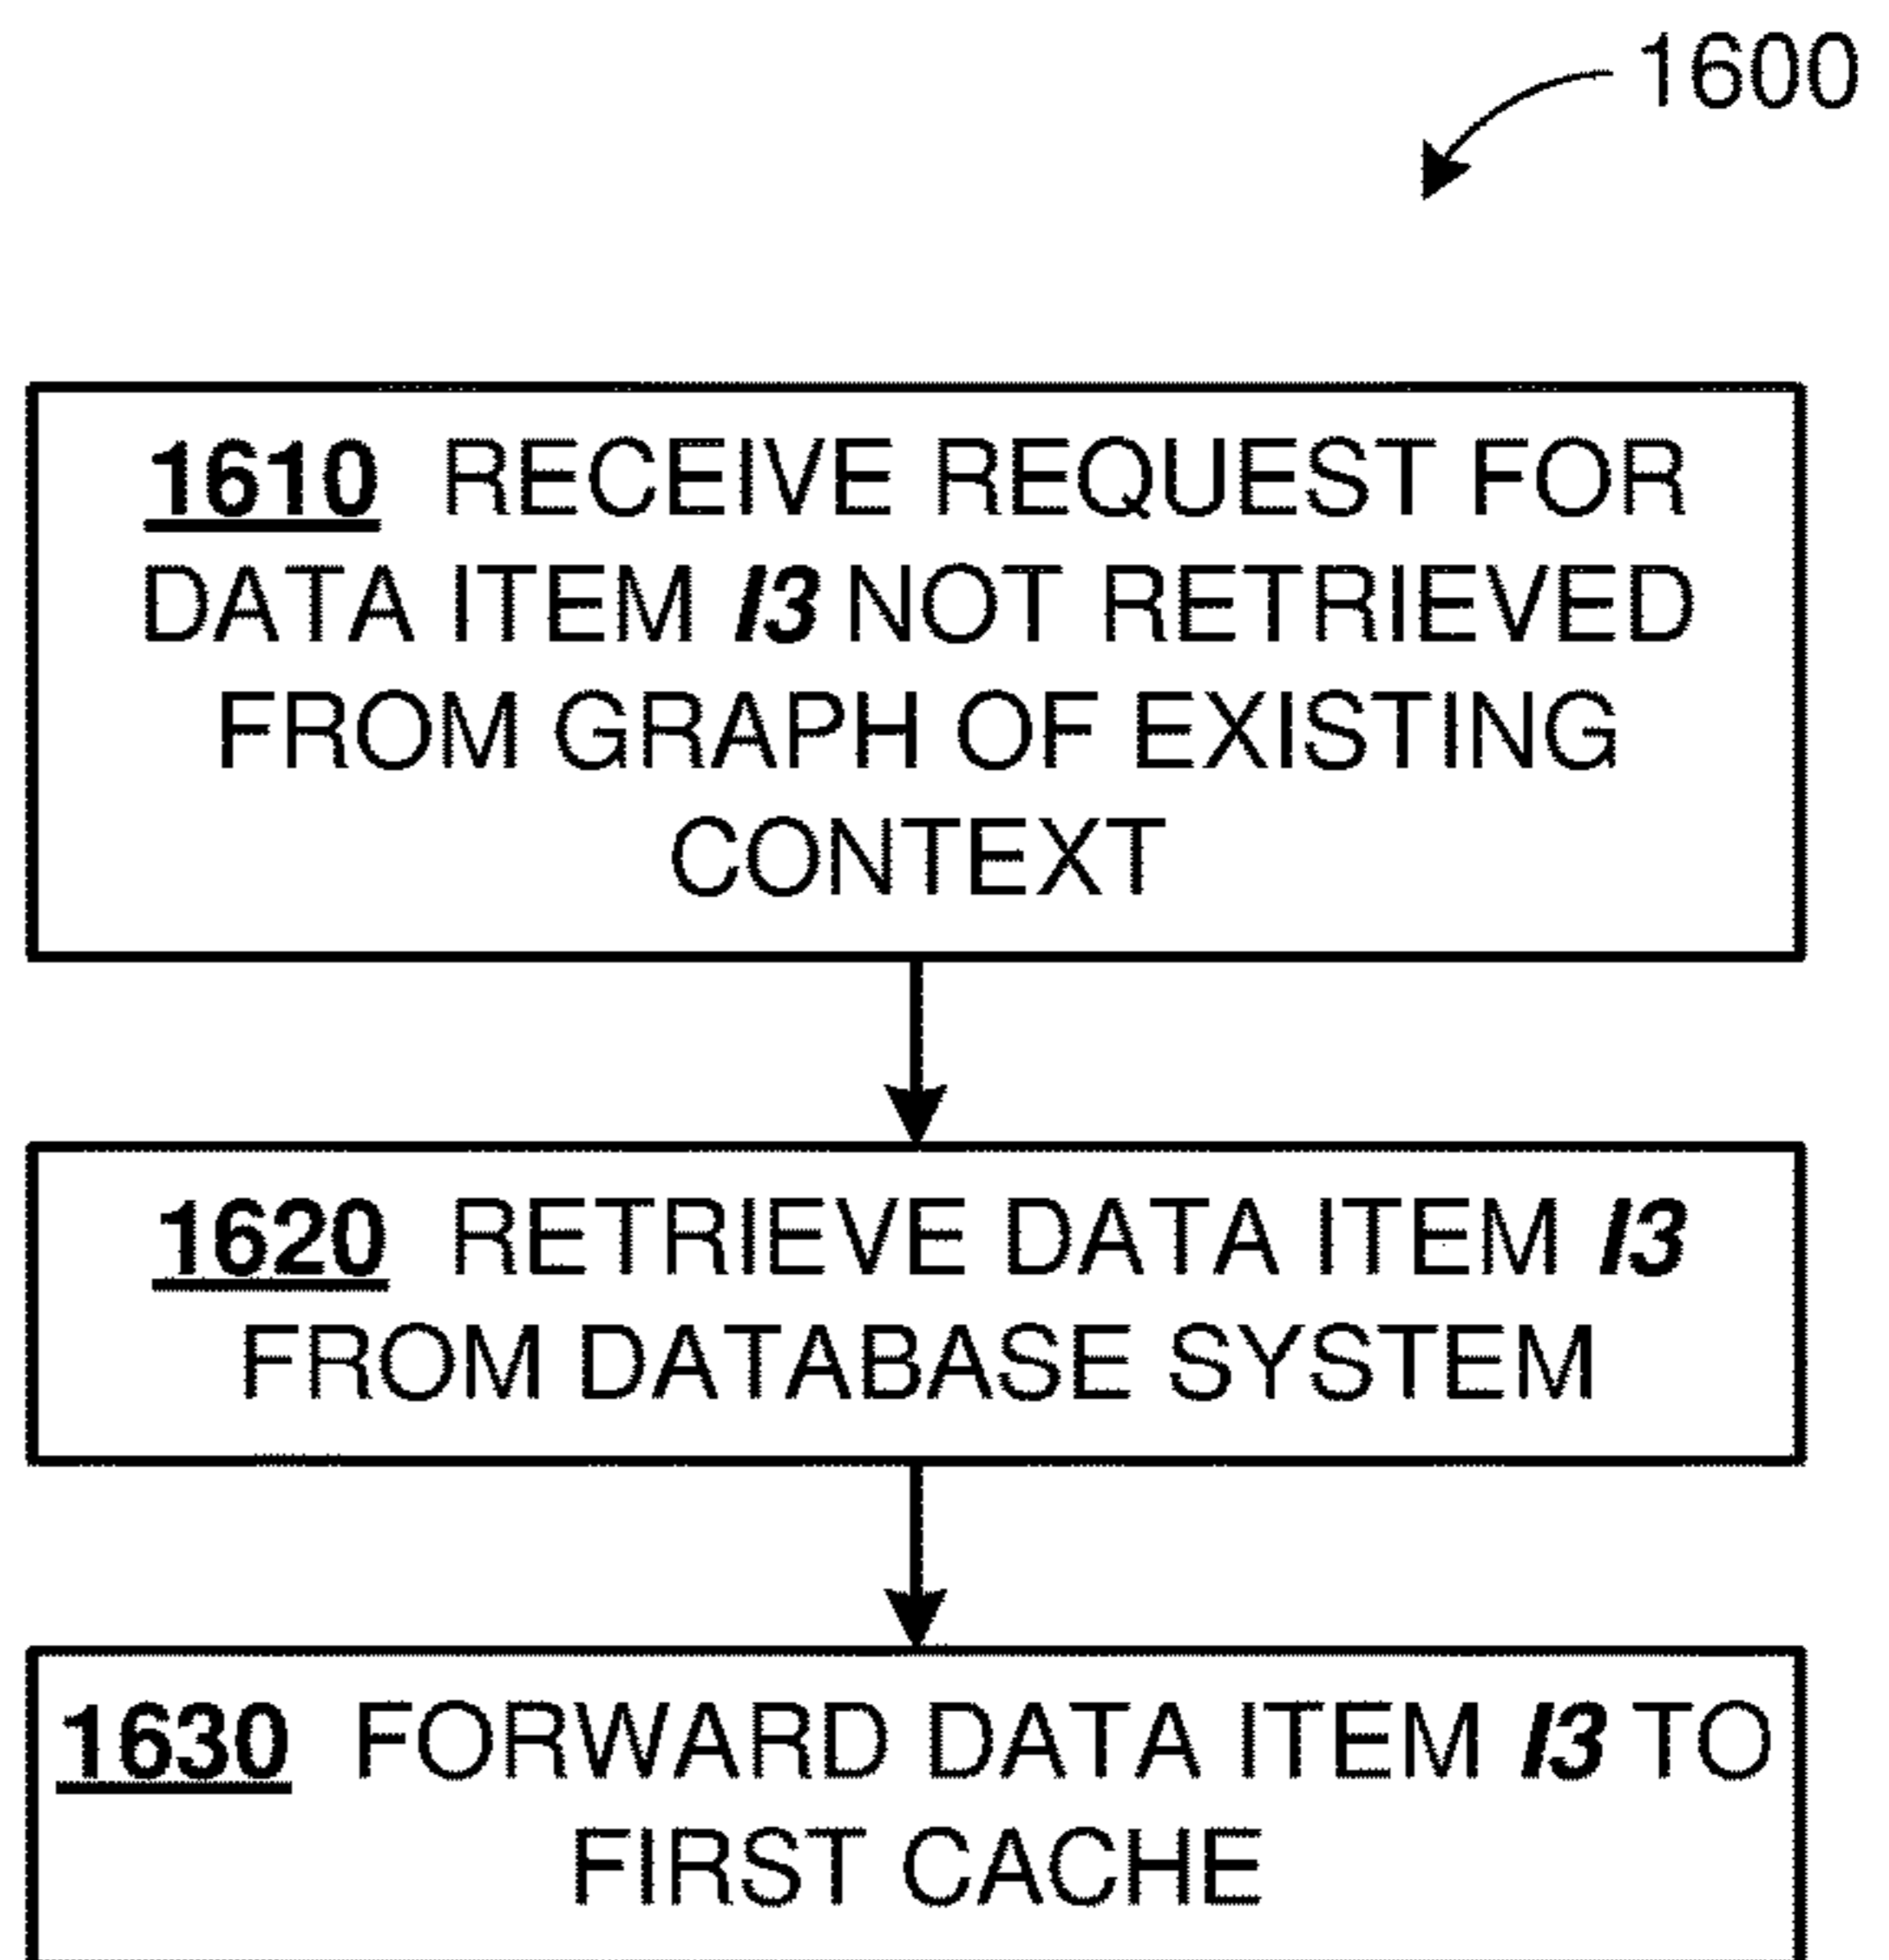 1600
1610 RECEIVE REQUEST FOR
DATA ITEM I3 NOT RETRIEVED
FROM GRAPH OF EXISTING
CONTEXT
1620 RETRIEVE DATA ITEM I3
FROM DATABASE SYSTEM
1630 FORWARD DATA ITEM I3 TO
FIRST CACHE